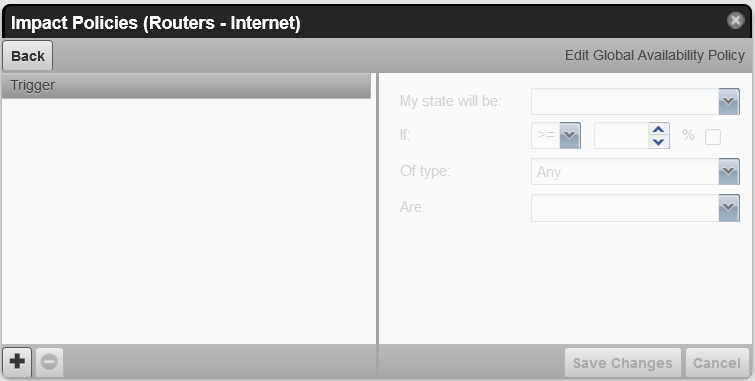 Impact Policies (Routers - Internet)
Back
Edit Global Availability Policy
Trigger
My state will be:
If: >= %
Of type: Any
Are:
Save Changes
Cancel